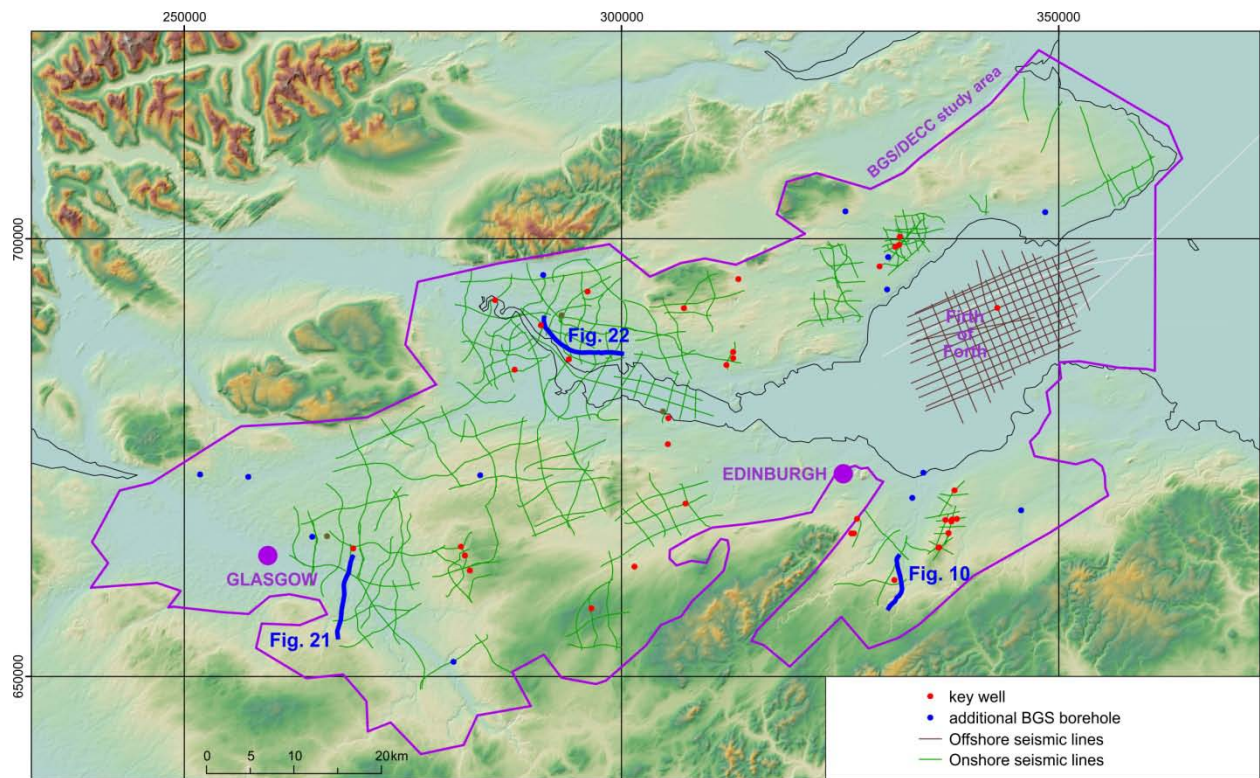 250000
300000
350000
BGS/DECC study area
700000
Fig. 22
Firth
of
Forth
EDINBURGH
GLASGOW
Fig. 10
Fig. 21
650000
key well
additional BGS borehole
Offshore seismic lines
Onshore seismic lines
0 5 10 20km